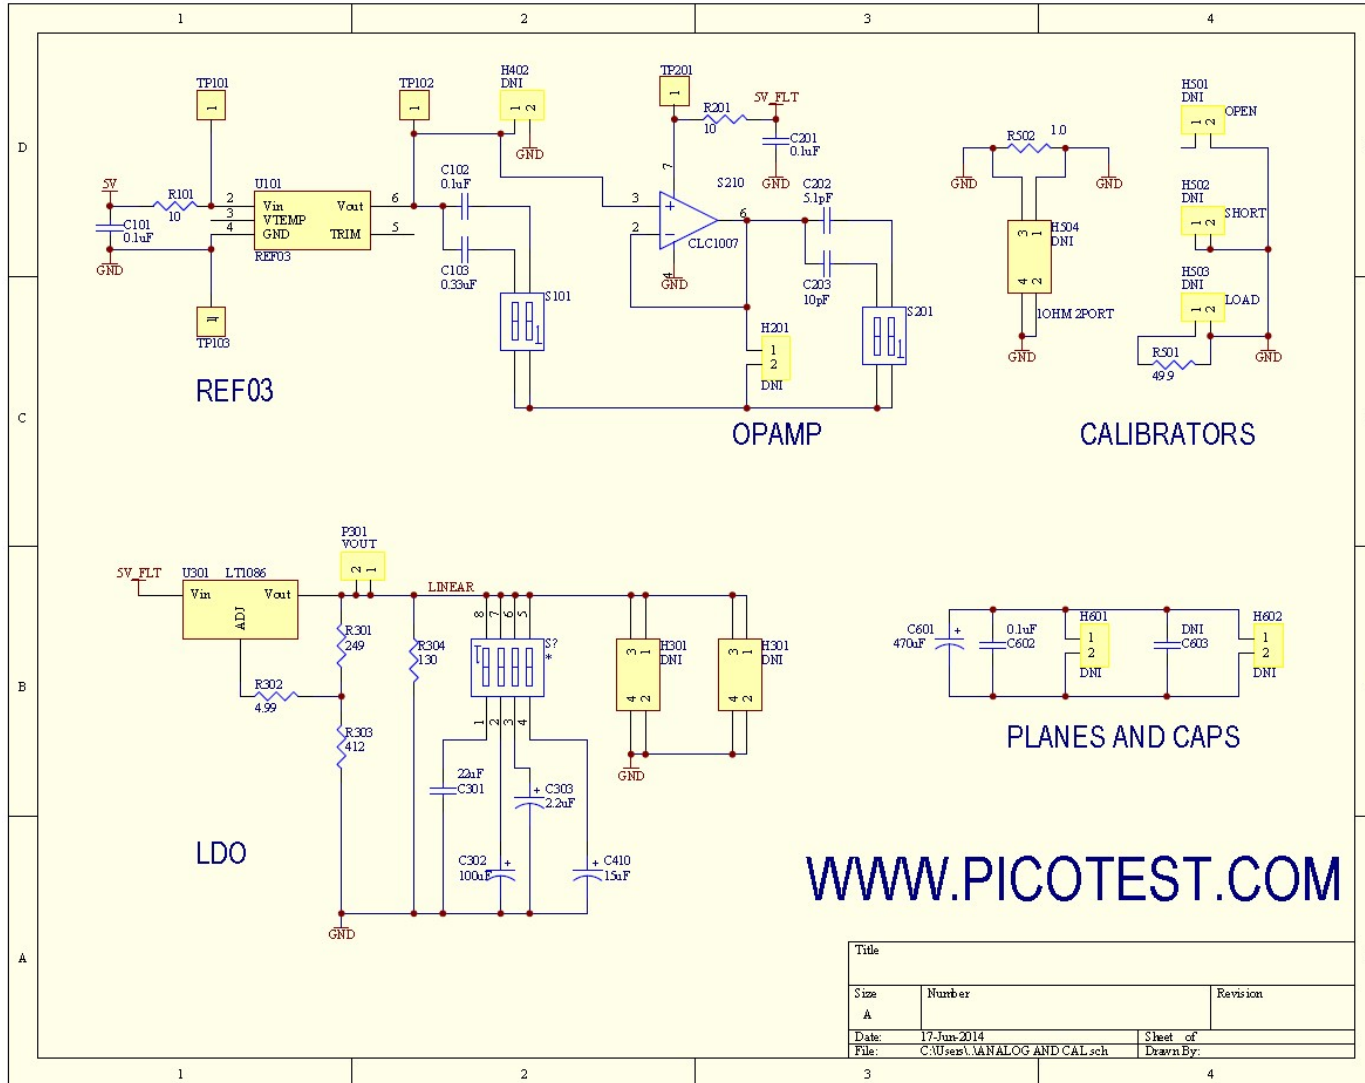 1 2 3 4
D
C
B
A
TP101
1
5V
R101
10
C101
0.1uF
GND
U101
2 Vin Vout 6
3 VTEMP
4 GND TRIM 5
REF03
TP103
REF03
TP102
1
H402
DNI
1 2
GND
C102
0.1uF
C103
0.33uF
S101
1
TP201
1
R201
10
5V_FLT
C201
0.1uF
GND
S210
7
3
2
6
4
CLC1007
GND
C202
5.1pF
C203
10pF
S201
1
H201
1
2
DNI
OPAMP
R502 1.0
GND
GND
3 1
H504
DNI
4 2
1OHM 2PORT
GND
H501
DNI
1 2
OPEN
H502
DNI
1 2
SHORT
H503
DNI
1 2
LOAD
R501
49.9
GND
CALIBRATORS
5V_FLT
U301 LT1086
Vin Vout
ADJ
P301
VOUT
2 1
LINEAR
R301
249
R302
4.99
R303
412
R304
130
8 7 6 5
S?
*
1
1 2 3 4
22uF
C301
C302
100uF
+
+ C303
2.2uF
+ C410
15uF
GND
LDO
3 1
H301
DNI
4 2
3 1
H301
DNI
4 2
GND
C601
470uF
+
0.1uF
C602
H601
1
2
DNI
DNI
C603
H602
1
2
DNI
PLANES AND CAPS
WWW.PICOTEST.COM
Title
Size
A
Number
Revision
Date: 17-Jun-2014 Sheet of
File: C:\Users\..\ANALOG AND CAL.sch Drawn By:
1 2 3 4